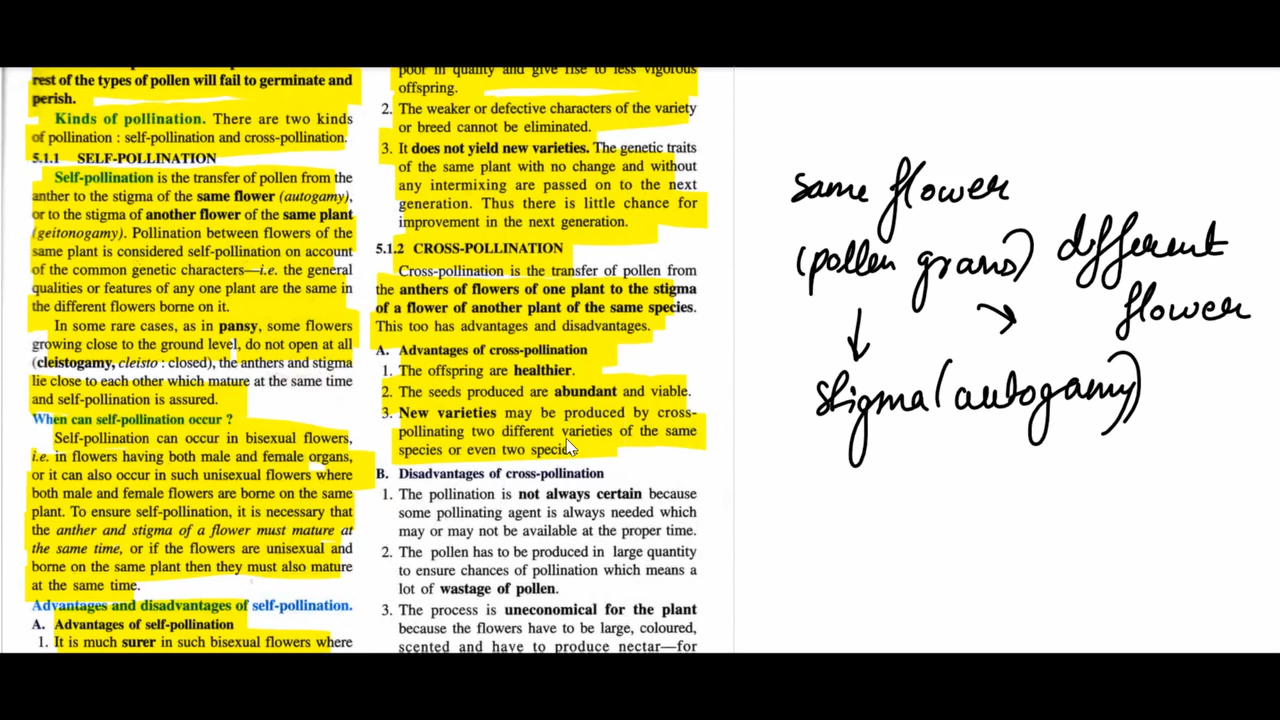 rest of the types of pollen will fail to germinate and
perish.
Kinds of pollination. There are two kinds
of pollination : self-pollination and cross-pollination.
5.1.1 SELF-POLLINATION
Self-pollination is the transfer of pollen from the
anther to the stigma of the same flower (autogamy),
or to the stigma of another flower of the same plant
(geitonogamy). Pollination between flowers of the
same plant is considered self-pollination on account
of the common genetic characters—i.e. the general
qualities or features of any one plant are the same in
the different flowers borne on it.
In some rare cases, as in pansy, some flowers
growing close to the ground level, do not open at all
(cleistogamy, cleisto : closed), the anthers and stigma
lie close to each other which mature at the same time
and self-pollination is assured.
When can self-pollination occur ?
Self-pollination can occur in bisexual flowers,
i.e. in flowers having both male and female organs,
or it can also occur in such unisexual flowers where
both male and female flowers are borne on the same
plant. To ensure self-pollination, it is necessary that
the anther and stigma of a flower must mature at
the same time, or if the flowers are unisexual and
borne on the same plant then they must also mature
at the same time.
Advantages and disadvantages of self-pollination.
A. Advantages of self-pollination
1. It is much surer in such bisexual flowers where
poor in quality and give rise to less vigorous
offspring.
2. The weaker or defective characters of the variety
or breed cannot be eliminated.
3. It does not yield new varieties. The genetic traits
of the same plant with no change and without
any intermixing are passed on to the next
generation. Thus there is little chance for
improvement in the next generation.
5.1.2 CROSS-POLLINATION
Cross-pollination is the transfer of pollen from
the anthers of flowers of one plant to the stigma
of a flower of another plant of the same species.
This too has advantages and disadvantages.
A. Advantages of cross-pollination
1. The offspring are healthier.
2. The seeds produced are abundant and viable.
3. New varieties may be produced by cross-
pollinating two different varieties of the same
species or even two species.
B. Disadvantages of cross-pollination
1. The pollination is not always certain because
some pollinating agent is always needed which
may or may not be available at the proper time.
2. The pollen has to be produced in large quantity
to ensure chances of pollination which means a
lot of wastage of pollen.
3. The process is uneconomical for the plant
because the flowers have to be large, coloured,
scented and have to produce nectar—for
same flower
(pollen grans) different
flower
stigma (autogamy)